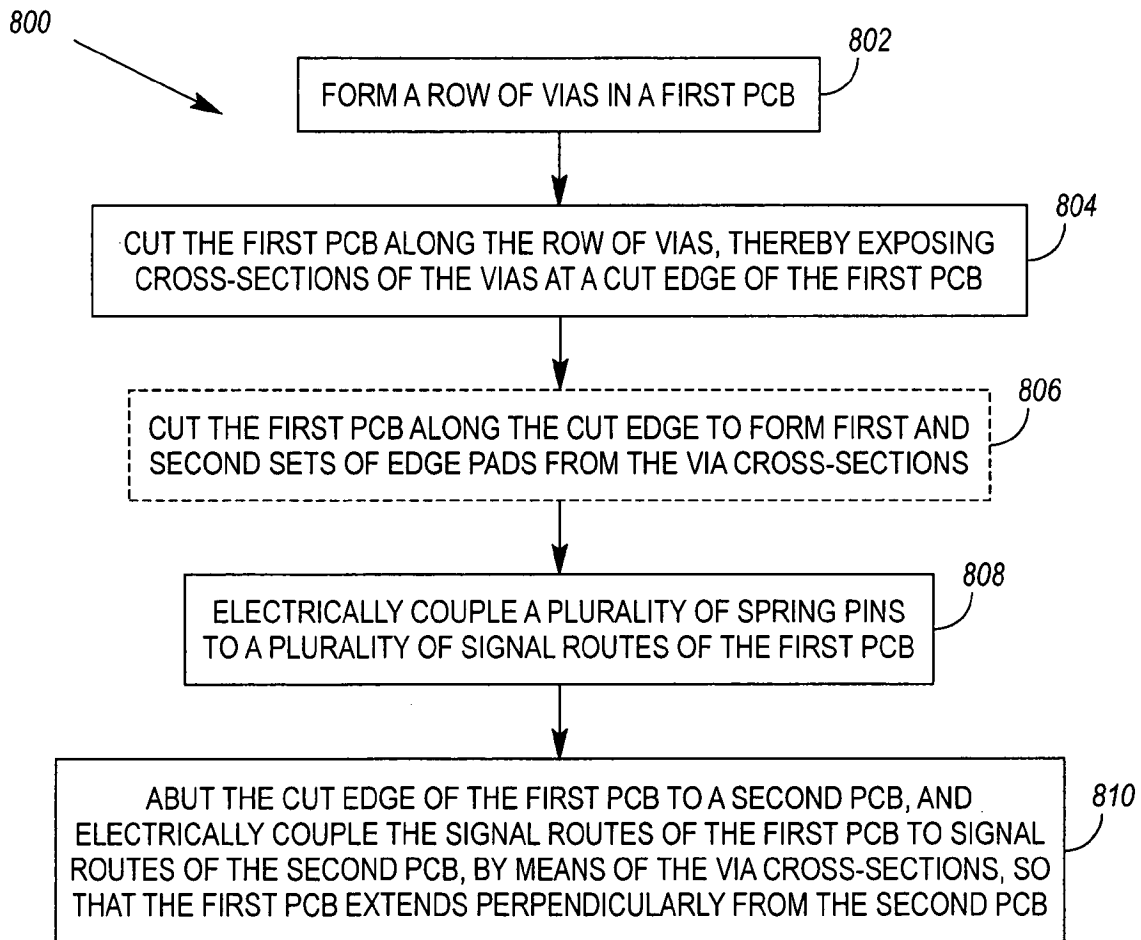 800
802
FORM A ROW OF VIAS IN A FIRST PCB
804
CUT THE FIRST PCB ALONG THE ROW OF VIAS, THEREBY EXPOSING
CROSS-SECTIONS OF THE VIAS AT A CUT EDGE OF THE FIRST PCB
806
CUT THE FIRST PCB ALONG THE CUT EDGE TO FORM FIRST AND
SECOND SETS OF EDGE PADS FROM THE VIA CROSS-SECTIONS
808
ELECTRICALLY COUPLE A PLURALITY OF SPRING PINS
TO A PLURALITY OF SIGNAL ROUTES OF THE FIRST PCB
810
ABUT THE CUT EDGE OF THE FIRST PCB TO A SECOND PCB, AND
ELECTRICALLY COUPLE THE SIGNAL ROUTES OF THE FIRST PCB TO SIGNAL
ROUTES OF THE SECOND PCB, BY MEANS OF THE VIA CROSS-SECTIONS, SO
THAT THE FIRST PCB EXTENDS PERPENDICULARLY FROM THE SECOND PCB